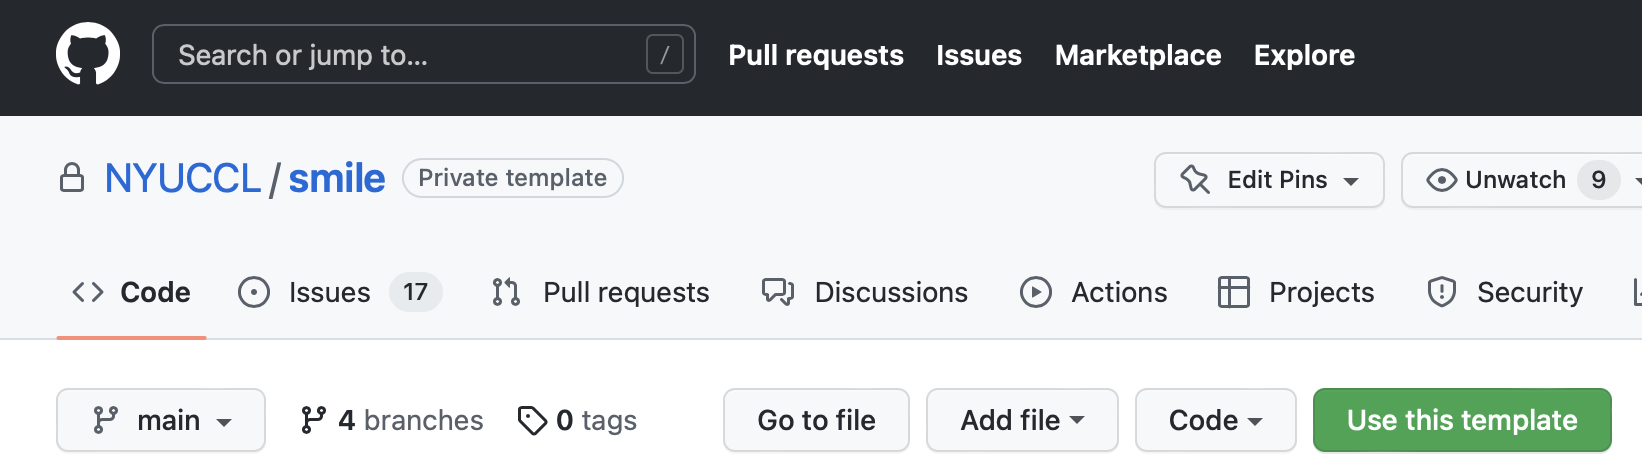 Search or jump to... / Pull requests Issues Marketplace Explore
NYUCCL / smile Private template Edit Pins Unwatch 9
Code Issues 17 Pull requests Discussions Actions Projects Security
main 4 branches 0 tags Go to file Add file Code Use this template